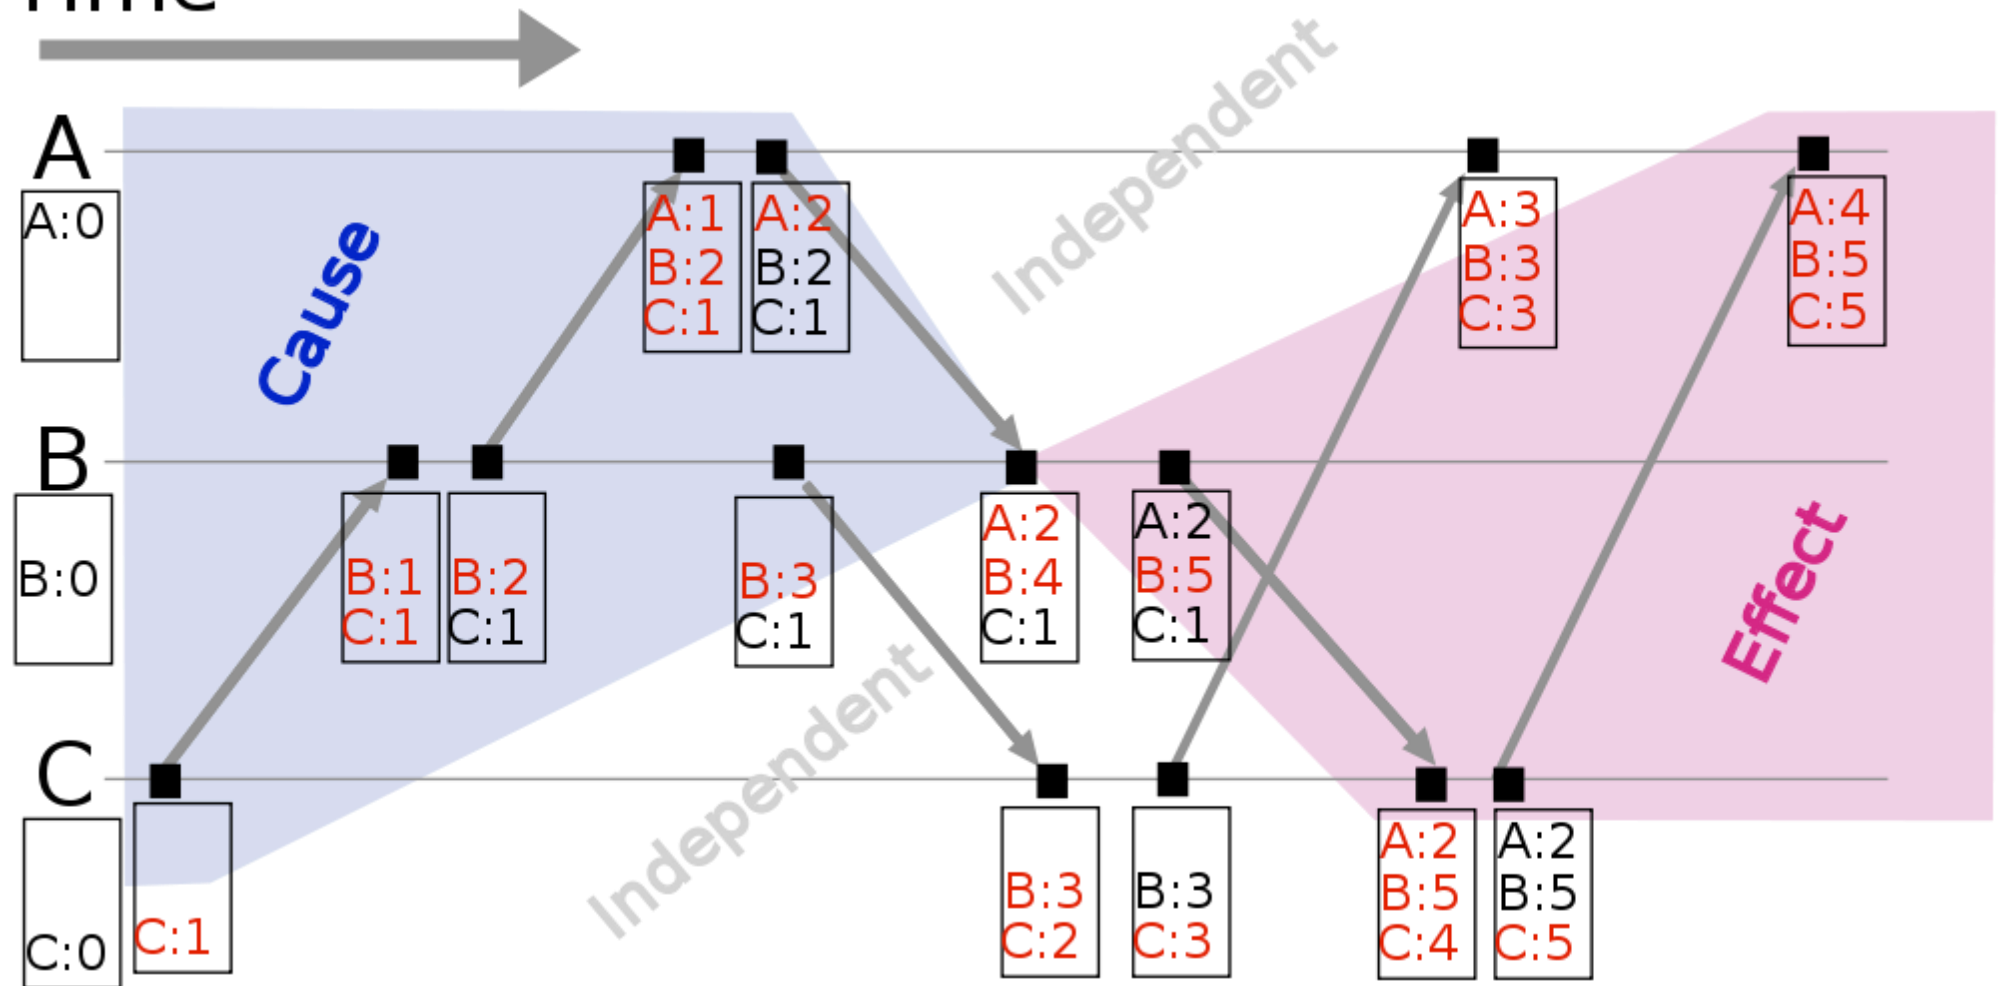 Time
A
A:0
Cause
Independent
A:1
B:2
C:1
A:2
B:2
C:1
A:3
B:3
C:3
A:4
B:5
C:5
B
B:0
B:1
C:1
B:2
C:1
B:3
C:1
A:2
B:4
C:1
A:2
B:5
C:1
Effect
Independent
C
C:0
C:1
B:3
C:2
B:3
C:3
A:2
B:5
C:4
A:2
B:5
C:5